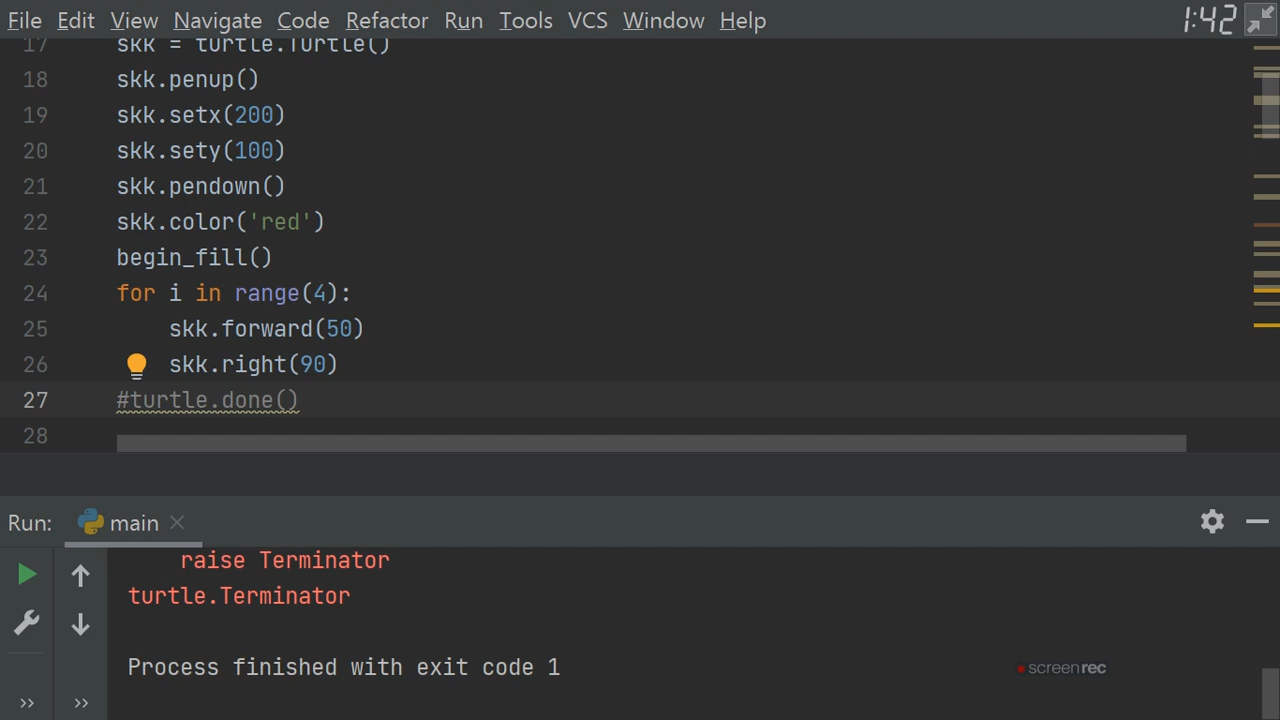 File Edit View Navigate Code Refactor Run Tools VCS Window Help 1:42
17 skk = turtle.Turtle()
18 skk.penup()
19 skk.setx(200)
20 skk.sety(100)
21 skk.pendown()
22 skk.color('red')
23 begin_fill()
24 for i in range(4):
25 skk.forward(50)
26 skk.right(90)
27 #turtle.done()
28
Run: main
raise Terminator
turtle.Terminator
Process finished with exit code 1
screenrec